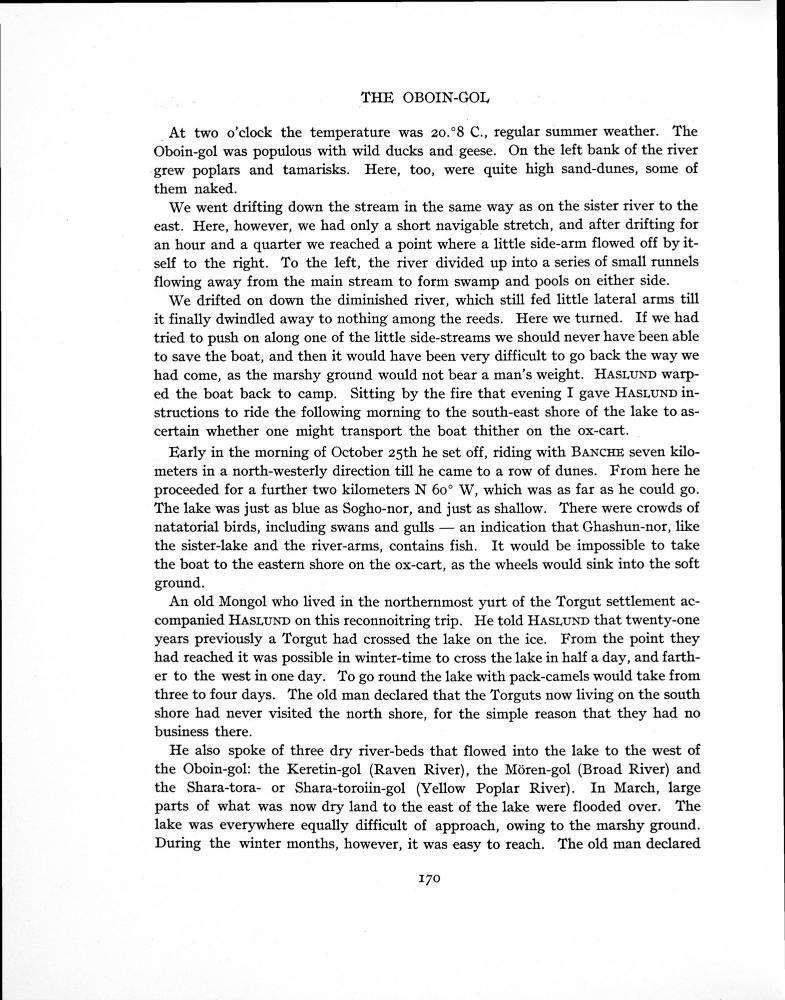 THE OBOIN-GOL
At two o'clock the temperature was 20.°8 C., regular summer weather. The
Oboin-gol was populous with wild ducks and geese. On the left bank of the river
grew poplars and tamarisks. Here, too, were quite high sand-dunes, some of
them naked.
We went drifting down the stream in the same way as on the sister river to the
east. Here, however, we had only a short navigable stretch, and after drifting for
an hour and a quarter we reached a point where a little side-arm flowed off by it-
self to the right. To the left, the river divided up into a series of small runnels
flowing away from the main stream to form swamp and pools on either side.
We drifted on down the diminished river, which still fed little lateral arms till
it finally dwindled away to nothing among the reeds. Here we turned. If we had
tried to push on along one of the little side-streams we should never have been able
to save the boat, and then it would have been very difficult to go back the way we
had come, as the marshy ground would not bear a man's weight. HASLUND warp-
ed the boat back to camp. Sitting by the fire that evening I gave HASLUND in-
structions to ride the following morning to the south-east shore of the lake to as-
certain whether one might transport the boat thither on the ox-cart.
Early in the morning of October 25th he set off, riding with BANCHE seven kilo-
meters in a north-westerly direction till he came to a row of dunes. From here he
proceeded for a further two kilometers N 60° W, which was as far as he could go.
The lake was just as blue as Sogho-nor, and just as shallow. There were crowds of
natatorial birds, including swans and gulls — an indication that Ghashun-nor, like
the sister-lake and the river-arms, contains fish. It would be impossible to take
the boat to the eastern shore on the ox-cart, as the wheels would sink into the soft
ground.
An old Mongol who lived in the northernmost yurt of the Torgut settlement ac-
companied HASLUND on this reconnoitring trip. He told HASLUND that twenty-one
years previously a Torgut had crossed the lake on the ice. From the point they
had reached it was possible in winter-time to cross the lake in half a day, and farth-
er to the west in one day. To go round the lake with pack-camels would take from
three to four days. The old man declared that the Torguts now living on the south
shore had never visited the north shore, for the simple reason that they had no
business there.
He also spoke of three dry river-beds that flowed into the lake to the west of
the Oboin-gol: the Keretin-gol (Raven River), the Mören-gol (Broad River) and
the Shara-tora- or Shara-toroiin-gol (Yellow Poplar River). In March, large
parts of what was now dry land to the east of the lake were flooded over. The
lake was everywhere equally difficult of approach, owing to the marshy ground.
During the winter months, however, it was easy to reach. The old man declared
170